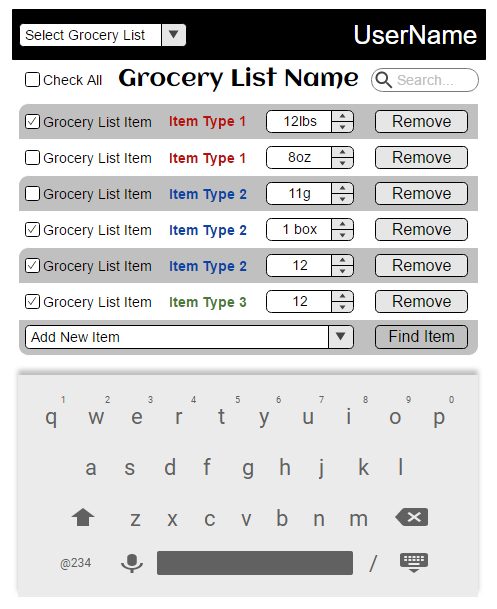 Select Grocery List UserName
Check All Grocery List Name Search...
Grocery List Item Item Type 1 12lbs Remove
Grocery List Item Item Type 1 8oz Remove
Grocery List Item Item Type 2 11g Remove
Grocery List Item Item Type 2 1 box Remove
Grocery List Item Item Type 2 12 Remove
Grocery List Item Item Type 3 12 Remove
Add New Item Find Item
1 2 3 4 5 6 7 8 9 0
q w e r t y u i o p
a s d f g h j k l
z x c v b n m
@234 /